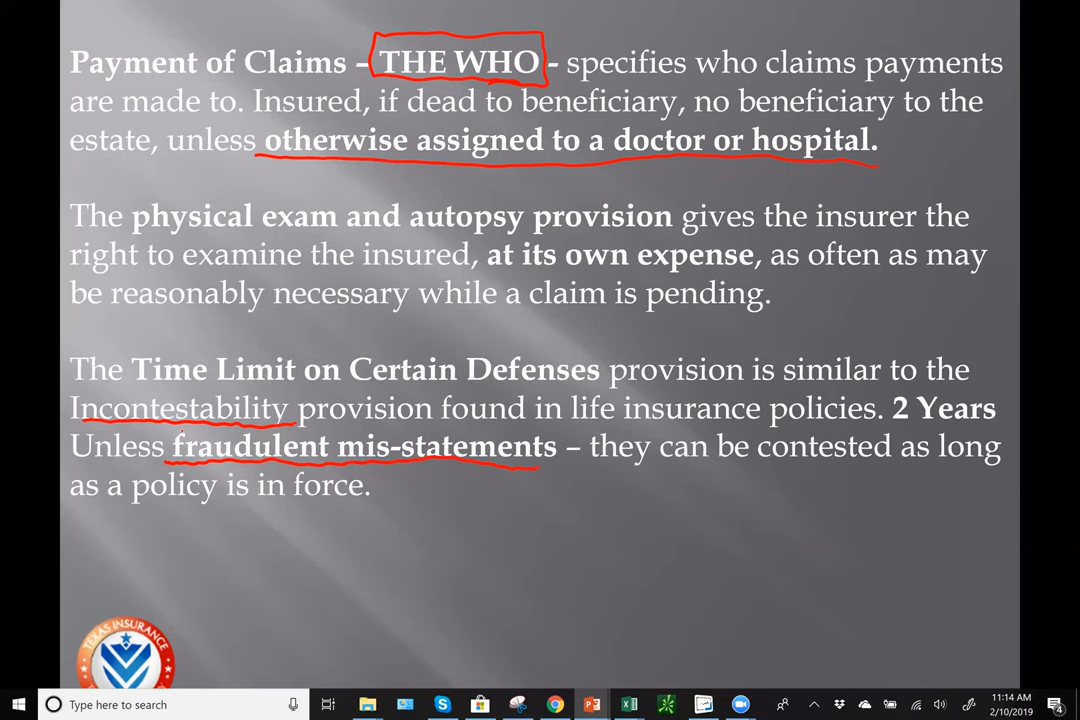 Payment of Claims – THE WHO - specifies who claims payments
are made to. Insured, if dead to beneficiary, no beneficiary to the
estate, unless otherwise assigned to a doctor or hospital.
The physical exam and autopsy provision gives the insurer the
right to examine the insured, at its own expense, as often as may
be reasonably necessary while a claim is pending.
The Time Limit on Certain Defenses provision is similar to the
Incontestability provision found in life insurance policies. 2 Years
Unless fraudulent mis-statements – they can be contested as long
as a policy is in force.
TEXAS INSURANCE
Type here to search
11:14 AM
2/10/2019
4